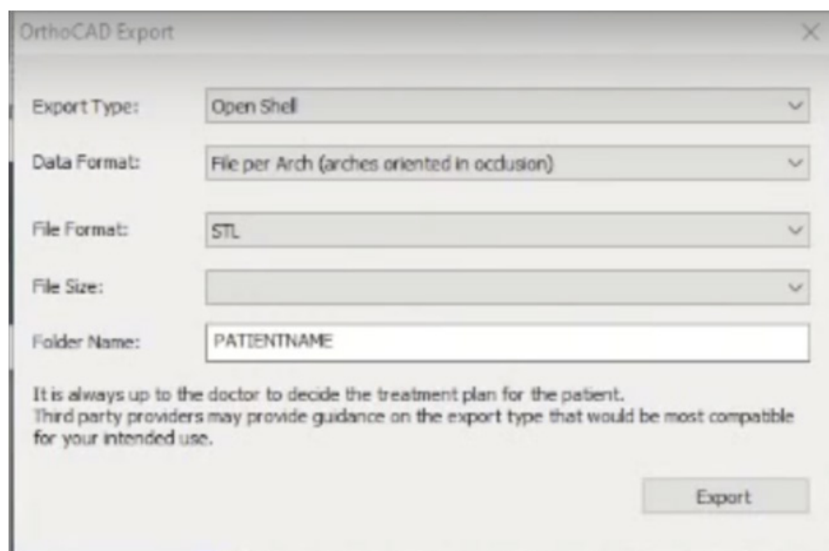 OrthoCAD Export
Export Type: Open Shell
Data Format: File per Arch (arches oriented in occlusion)
File Format: STL
File Size:
Folder Name: PATIENTNAME
It is always up to the doctor to decide the treatment plan for the patient.
Third party providers may provide guidance on the export type that would be most compatible
for your intended use.
Export